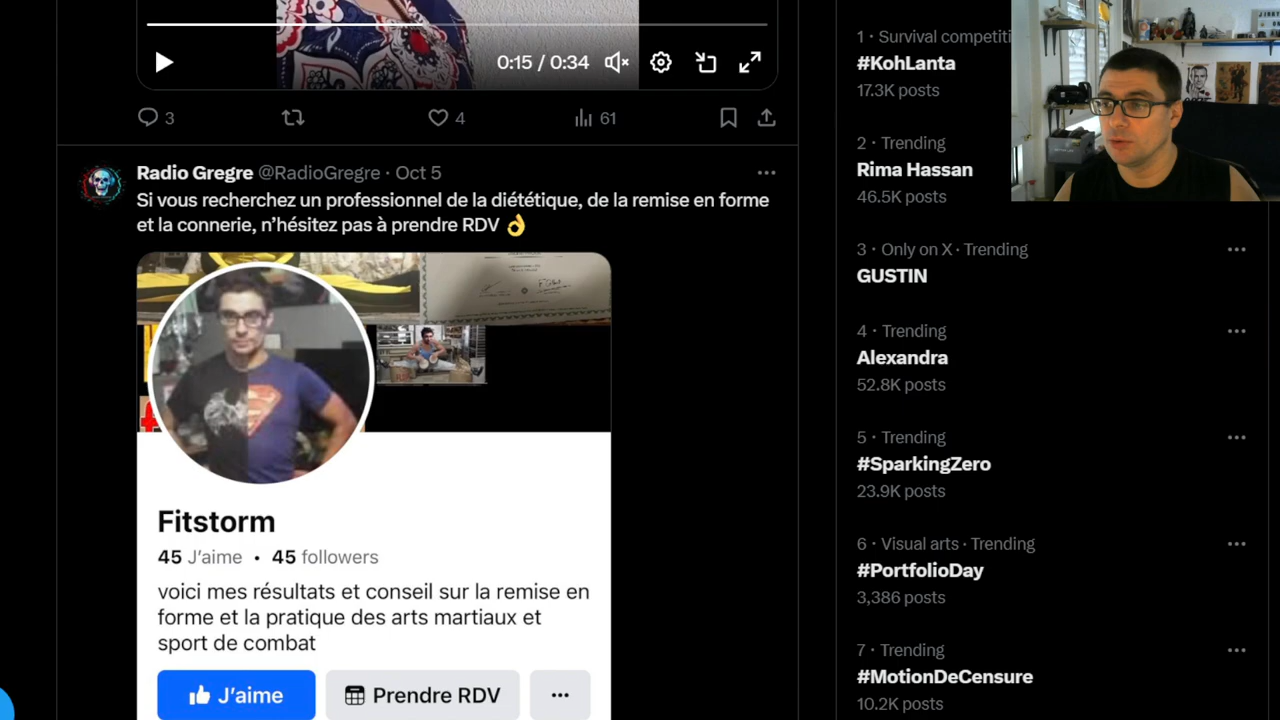 0:15 / 0:34
3
4
61
Radio Gregre @RadioGregre · Oct 5
Si vous recherchez un professionnel de la diététique, de la remise en forme
et la connerie, n'hésitez pas à prendre RDV 👌
Fitstorm
45 J'aime • 45 followers
voici mes résultats et conseil sur la remise en
forme et la pratique des arts martiaux et
sport de combat
J'aime
Prendre RDV
1 · Survival competiti
#KohLanta
17.3K posts
2 · Trending
Rima Hassan
46.5K posts
3 · Only on X · Trending
GUSTIN
4 · Trending
Alexandra
52.8K posts
5 · Trending
#SparkingZero
23.9K posts
6 · Visual arts · Trending
#PortfolioDay
3,386 posts
7 · Trending
#MotionDeCensure
10.2K posts